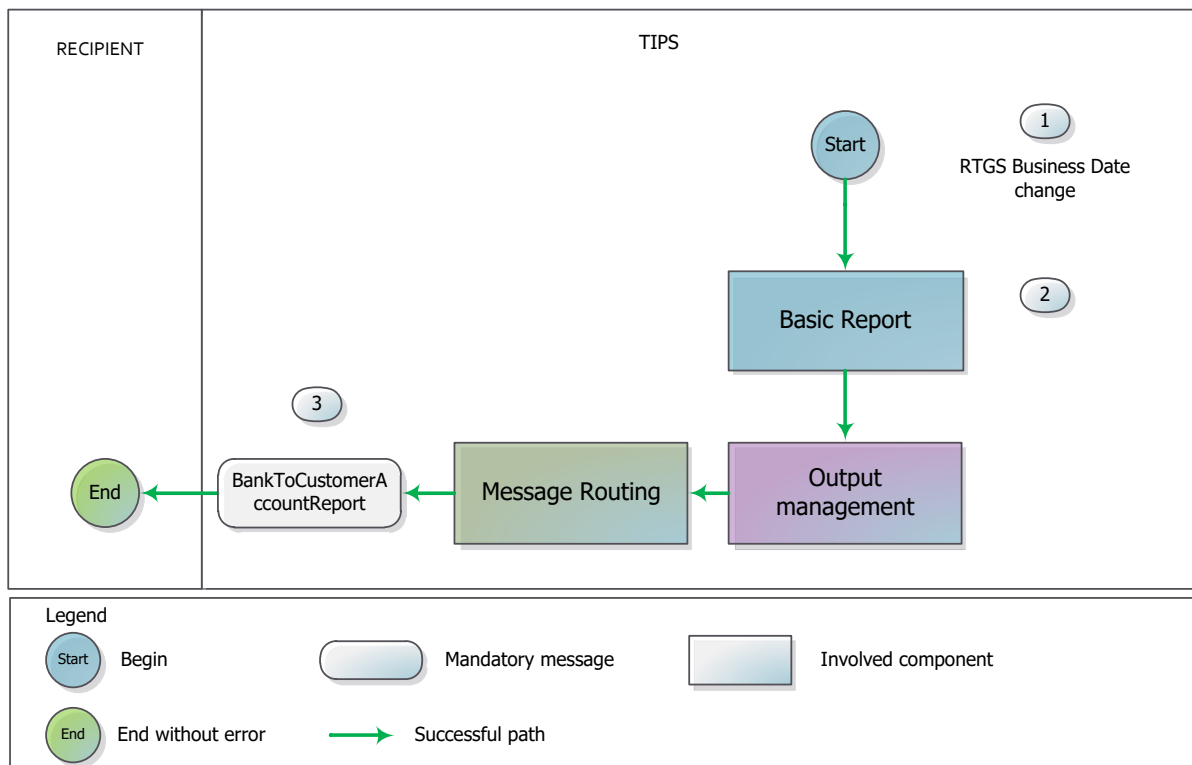 RECIPIENT
TIPS
Start
1
RTGS Business Date
change
Basic Report
2
3
End
BankToCustomerA
ccountReport
Message Routing
Output
management
Legend
Start
Begin
Mandatory message
Involved component
End
End without error
Successful path